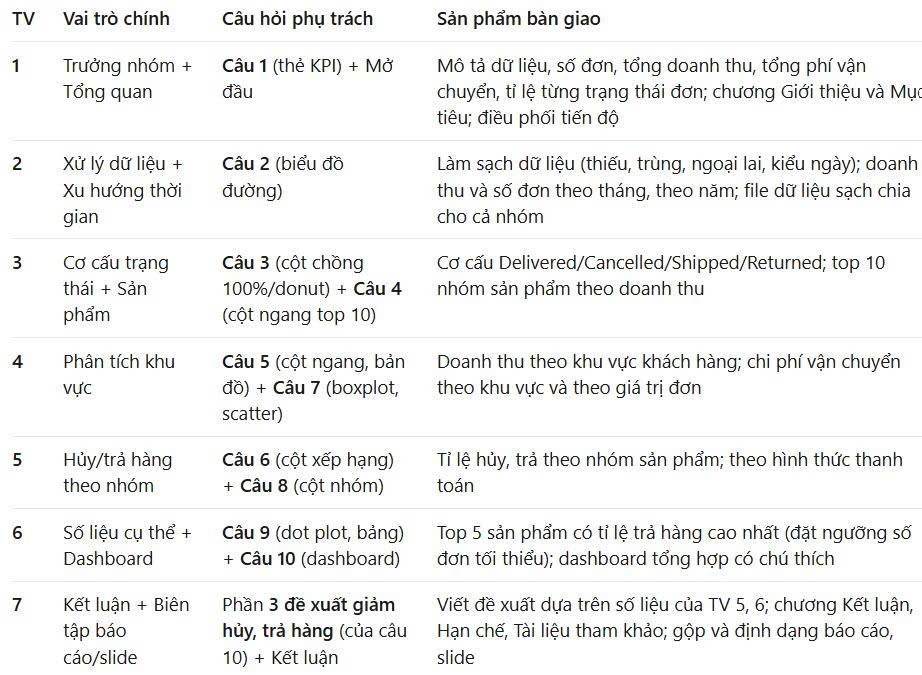 TV Vai trò chính Câu hỏi phụ trách Sản phẩm bàn giao
1 Trưởng nhóm + Câu 1 (thẻ KPI) + Mở Mô tả dữ liệu, số đơn, tổng doanh thu, tổng phí vận
Tổng quan đầu chuyển, tỉ lệ từng trạng thái đơn; chương Giới thiệu và Mục
tiêu; điều phối tiến độ
2 Xử lý dữ liệu + Câu 2 (biểu đồ Làm sạch dữ liệu (thiếu, trùng, ngoại lai, kiểu ngày); doanh
Xu hướng thời đường) thu và số đơn theo tháng, theo năm; file dữ liệu sạch chia
gian cho cả nhóm
3 Cơ cấu trạng Câu 3 (cột chồng Cơ cấu Delivered/Cancelled/Shipped/Returned; top 10
thái + Sản 100%/donut) + Câu 4 nhóm sản phẩm theo doanh thu
phẩm (cột ngang top 10)
4 Phân tích khu Câu 5 (cột ngang, bản Doanh thu theo khu vực khách hàng; chi phí vận chuyển
vực đồ) + Câu 7 (boxplot, theo khu vực và theo giá trị đơn
scatter)
5 Hủy/trả hàng Câu 6 (cột xếp hạng) Tỉ lệ hủy, trả theo nhóm sản phẩm; theo hình thức thanh
theo nhóm + Câu 8 (cột nhóm) toán
6 Số liệu cụ thể + Câu 9 (dot plot, bảng) Top 5 sản phẩm có tỉ lệ trả hàng cao nhất (đặt ngưỡng số
Dashboard + Câu 10 (dashboard) đơn tối thiểu); dashboard tổng hợp có chú thích
7 Kết luận + Biên Phần 3 đề xuất giảm Viết đề xuất dựa trên số liệu của TV 5, 6; chương Kết luận,
tập báo hủy, trả hàng (của câu Hạn chế, Tài liệu tham khảo; gộp và định dạng báo cáo,
cáo/slide 10) + Kết luận slide